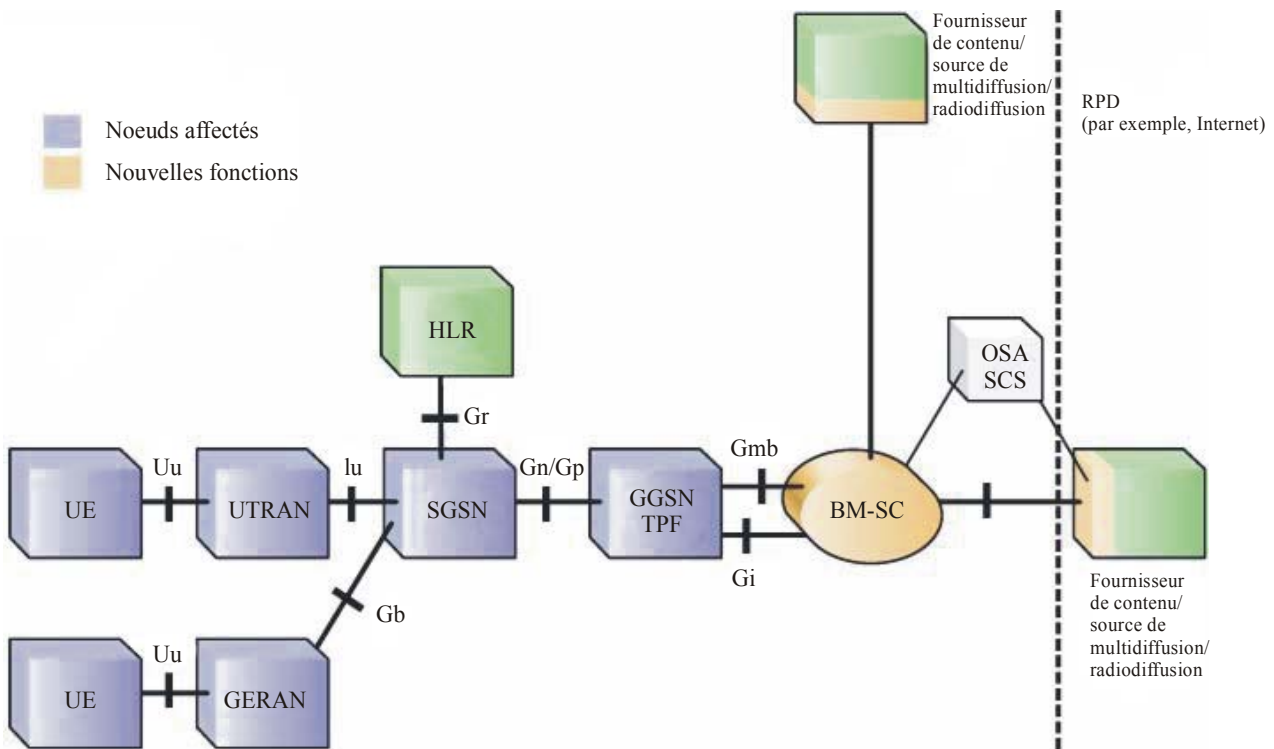 Fournisseur
de contenu/
source de
multidiffusion/
radiodiffusion
RPD
(par exemple, Internet)
Noeuds affectés
Nouvelles fonctions
HLR
OSA
SCS
Gr
Uu
lu
Gn/Gp
Gmb
UE
UTRAN
SGSN
GGSN
TPF
BM-SC
Gi
Gb
Fournisseur
de contenu/
source de
multidiffusion/
radiodiffusion
Uu
UE
GERAN